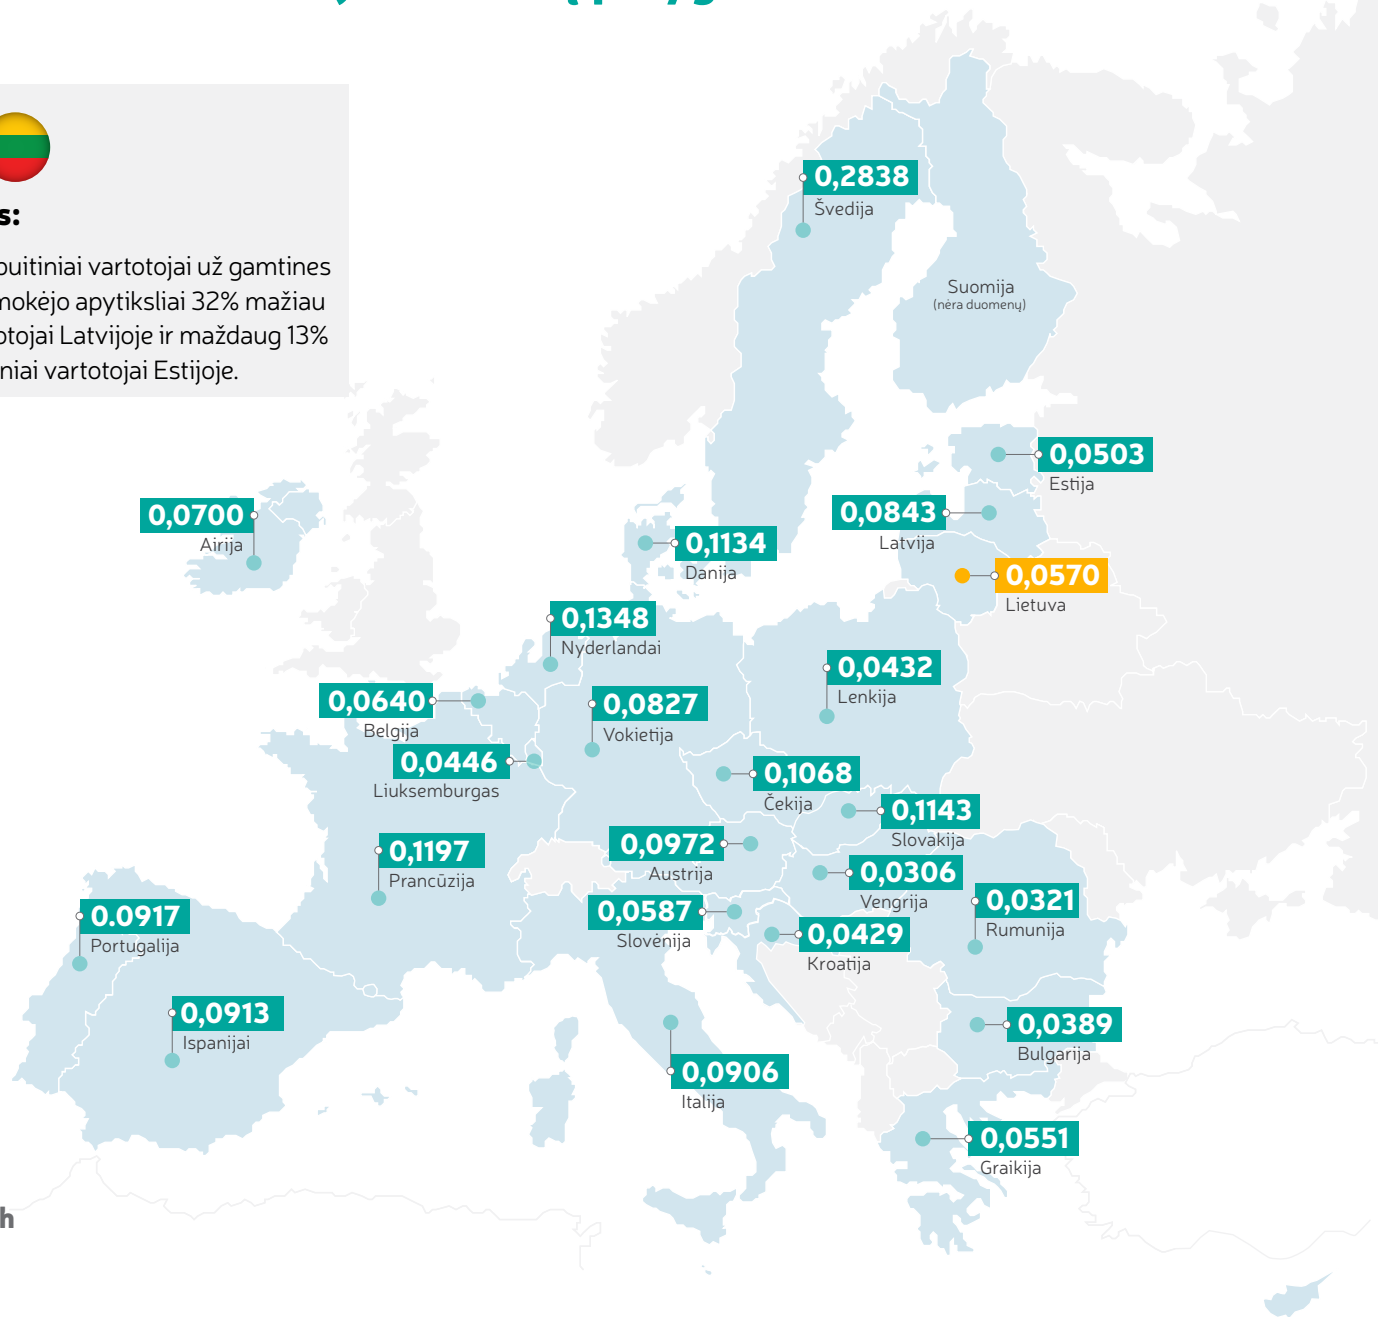 s:
buitiniai vartotojai už gamtines
mokėjo apytiksliai 32% mažiau
otojai Latvijoje ir maždaug 13%
iniai vartotojai Estijoje.
0,2838
Švedija
Suomija
(nėra duomenų)
0,0503
Estija
0,0700
Airija
0,0843
Latvija
0,1134
Danija
0,0570
Lietuva
0,1348
Nyderlandai
0,0432
Lenkija
0,0640
Belgija
0,0827
Vokietija
0,0446
Liuksemburgas
0,1068
Čekija
0,1143
Slovakija
0,0972
Austrija
0,1197
Prancūzija
0,0306
Vengrija
0,0321
Rumunija
0.0917
Portugalija
0,0587
Slovėnija
0,0429
Kroatija
0,0913
Ispanijai
0,0389
Bulgarija
0,0906
Italija
0,0551
Graikija
h